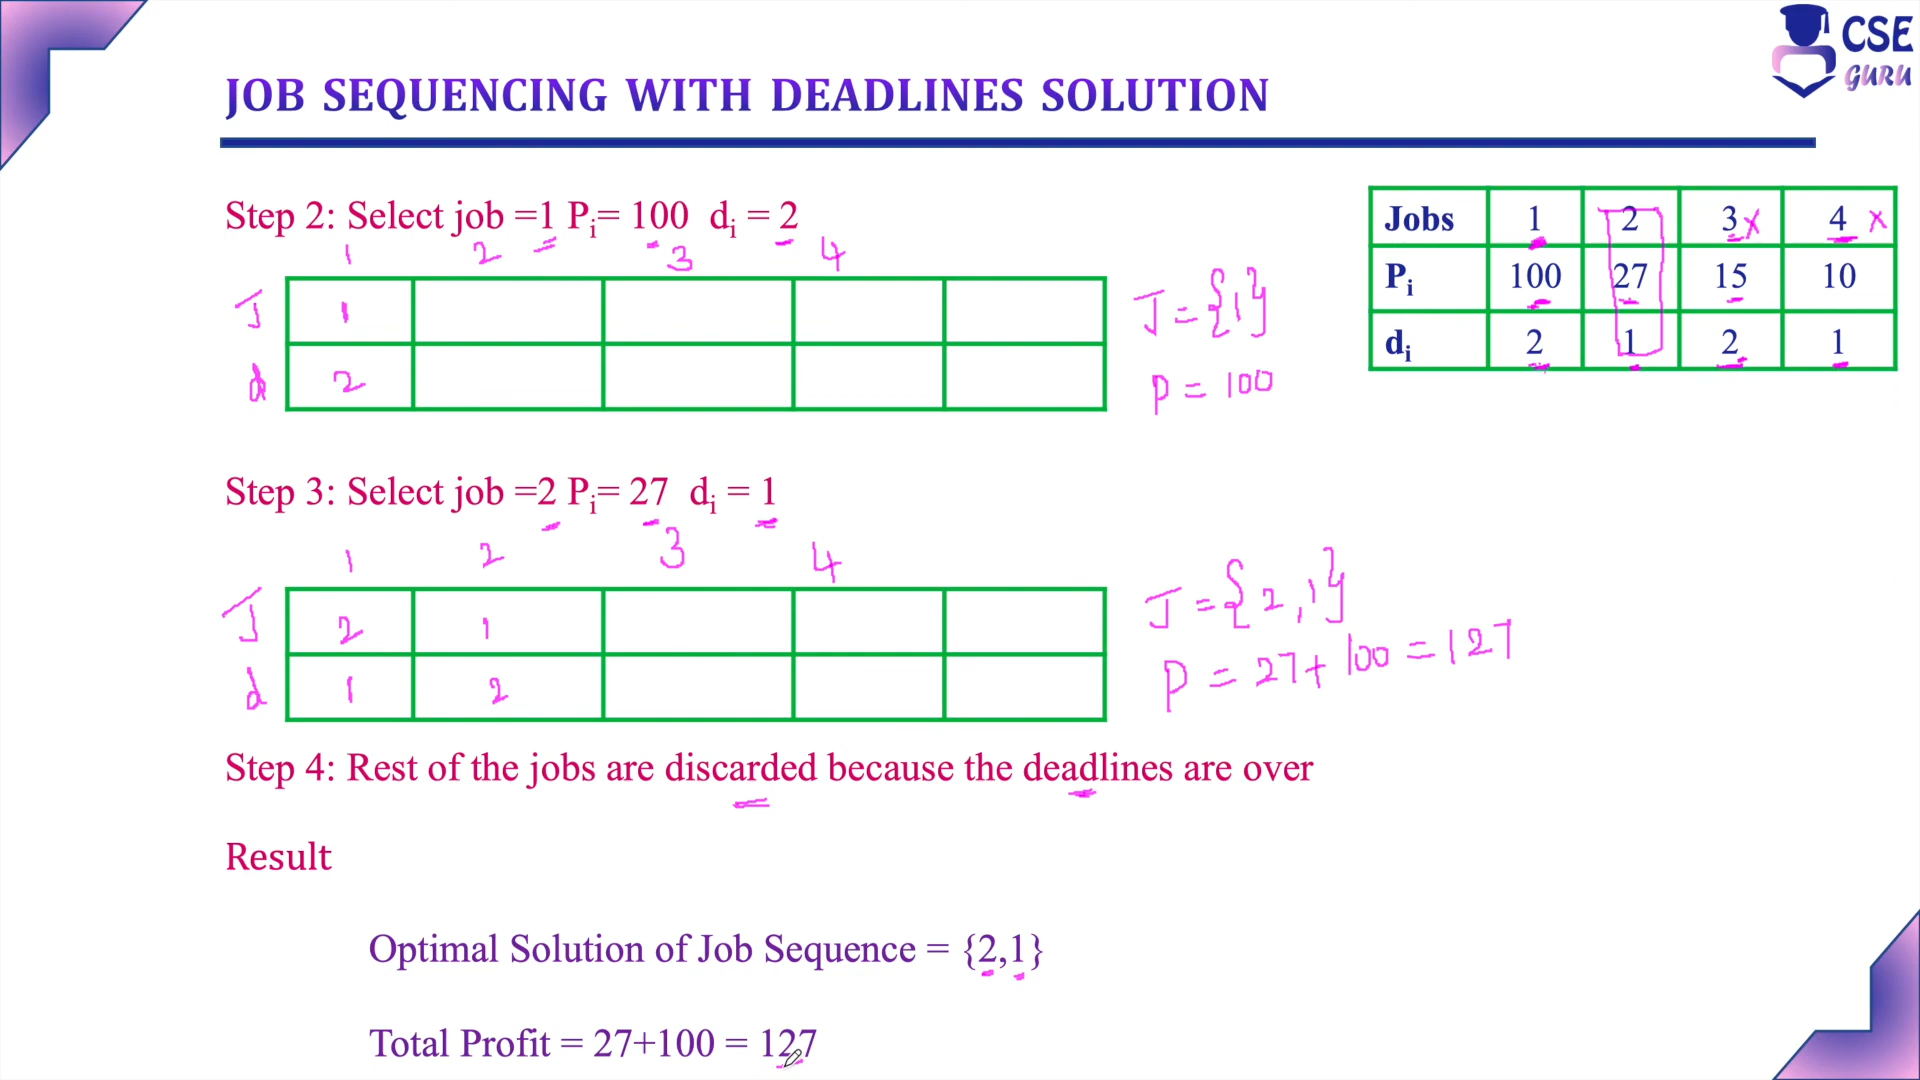 CSE
GURU
JOB SEQUENCING WITH DEADLINES SOLUTION
Step 2: Select job =1 Pi= 100 di = 2
1 2 3 4
J 1
d 2
J = {1}
P = 100
Jobs 1 2 3 x 4 x
Pi 100 27 15 10
di 2 1 2 1
Step 3: Select job =2 Pi= 27 di = 1
1 2 3 4
J 2 1
d 1 2
J = {2,1}
P = 27+100 = 127
Step 4: Rest of the jobs are discarded because the deadlines are over
Result
Optimal Solution of Job Sequence = {2,1}
Total Profit = 27+100 = 127